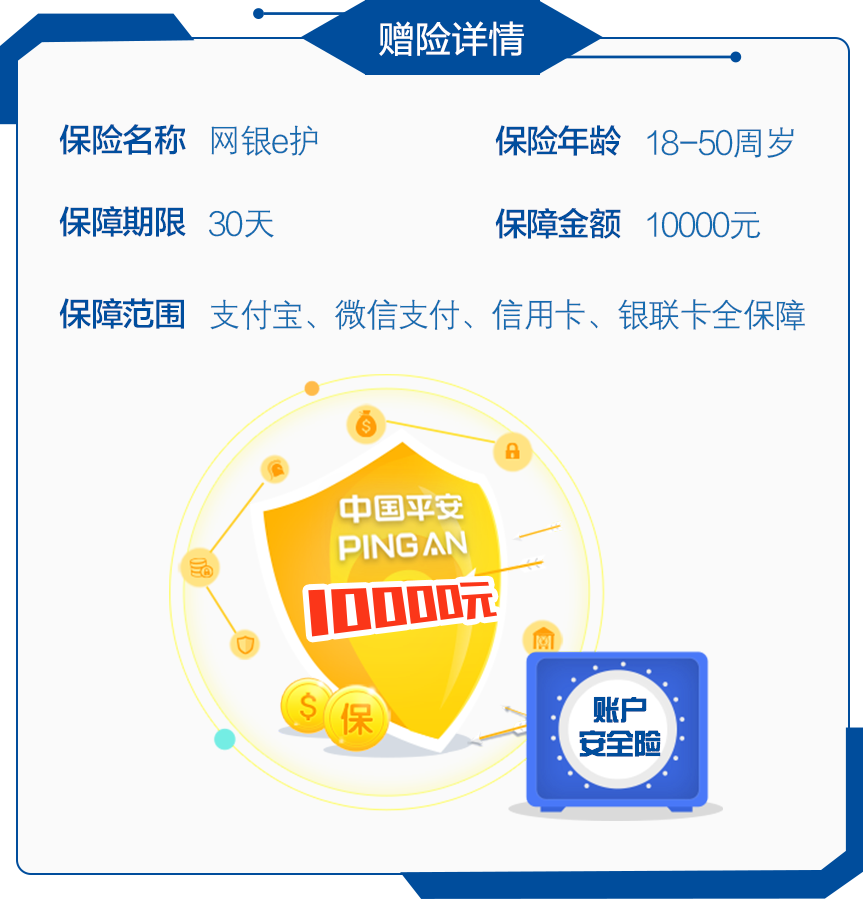 赠险详情
保险名称 网银e护 保险年龄 18-50周岁
保障期限 30天 保障金额 10000元
保障范围 支付宝、微信支付、信用卡、银联卡全保障
$
中国平安
PINGAN
10000元
$ 保
账户
安全险